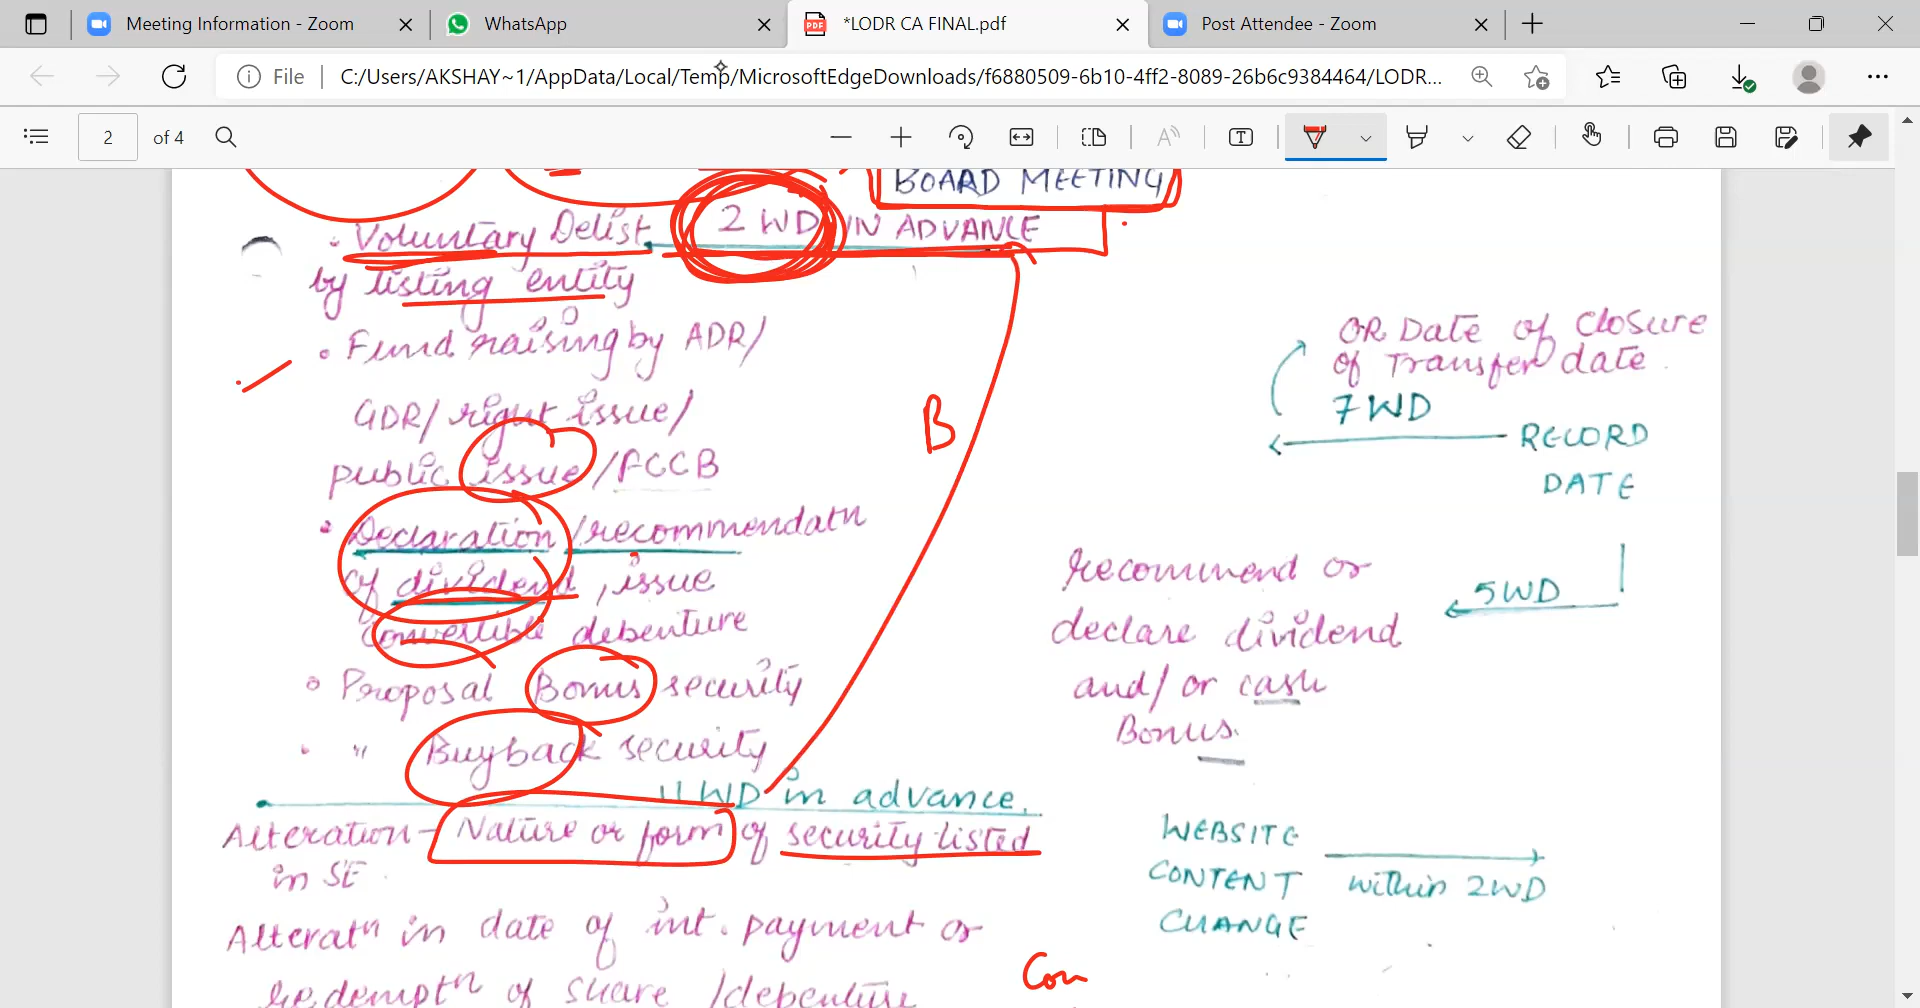 Meeting Information - Zoom
WhatsApp
*LODR CA FINAL.pdf
Post Attendee - Zoom
File
C:/Users/AKSHAY~1/AppData/Local/Temp/MicrosoftEdgeDownloads/f6880509-6b10-4ff2-8089-26b6c9384464/LODR...
2 of 4
BOARD MEETING
• Voluntary Delist 2 WD IN ADVANCE
by listing entity
• Fund raising by ADR/
GDR/ right issue/
public issue / FCCB
• Declaration / recommendatn
of dividend, issue
convertible debenture
• Proposal Bonus security
• " Buyback security
11 WD in advance.
Alteration - Nature or form of security listed
in SE.
Alteratn in date of int. payment or
Redemptn of share / debenture
B
OR Date of Closure
of Transfer date.
7 WD
RECORD
DATE
5WD
Recommend or
declare dividend
and/ or cash
Bonus.
WEBSITE
CONTENT
CHANGE
within 2WD
Con